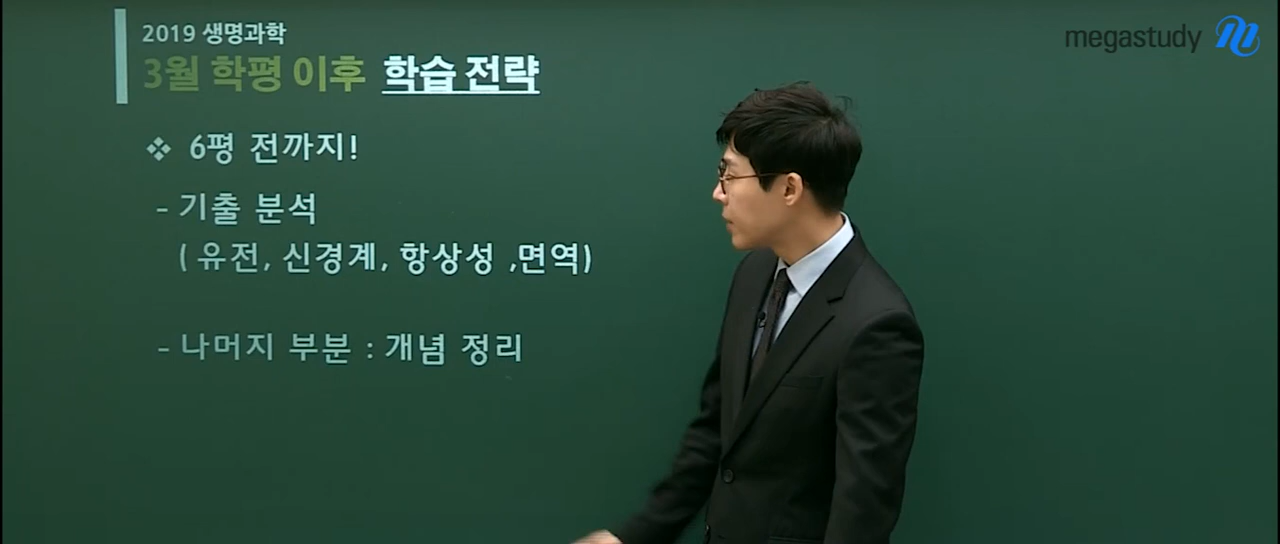 2019 생명과학
3월 학평 이후 학습 전략
megastudy
❖ 6평 전까지!
- 기출 분석
( 유전, 신경계, 항상성 ,면역)
- 나머지 부분 : 개념 정리